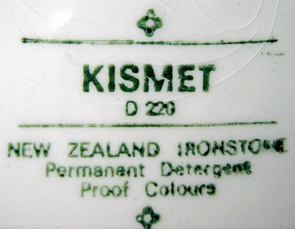 KISMET
D 220
NEW ZEALAND IRONSTONE
Permanent Detergent
Proof Colours